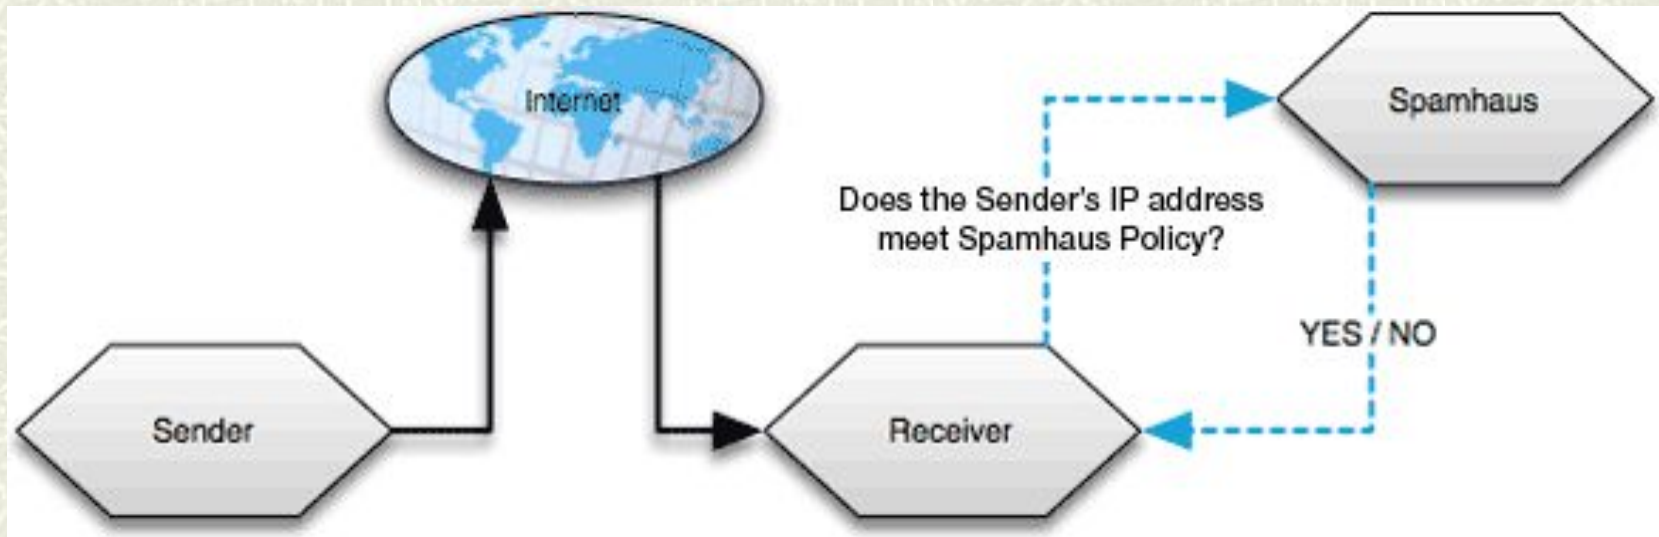 Internet
Spamhaus
Does the Sender's IP address
meet Spamhaus Policy?
YES / NO
Sender
Receiver